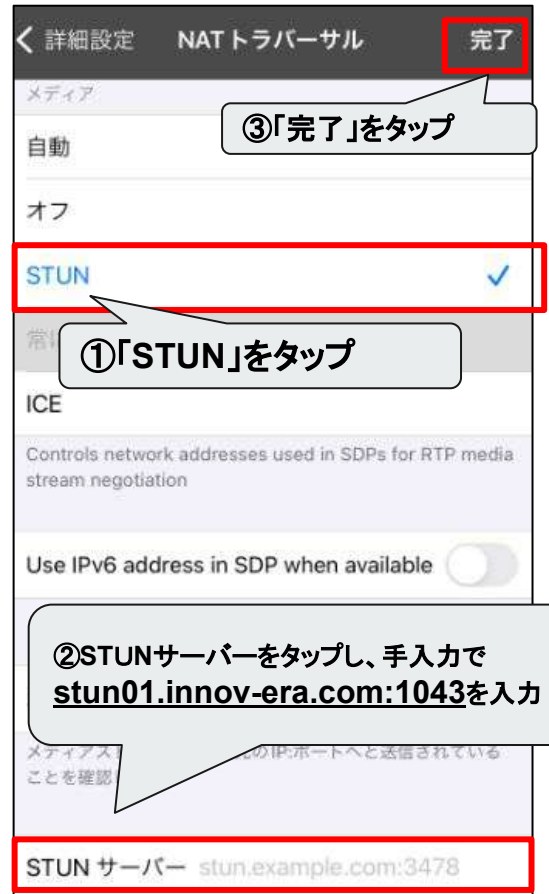 詳細設定 NATトラバーサル 完了
メディア
③「完了」をタップ
自動
オフ
STUN
①「STUN」をタップ
ICE
Controls network addresses used in SDPs for RTP media
stream negotiation
Use IPv6 address in SDP when available
②STUNサーバーをタップし、手入力で
stun01.innov-era.com:1043を入力
メディアス
のIP:ポートへと送信されている
ことを確認
STUN サーバー stun.example.com:3478